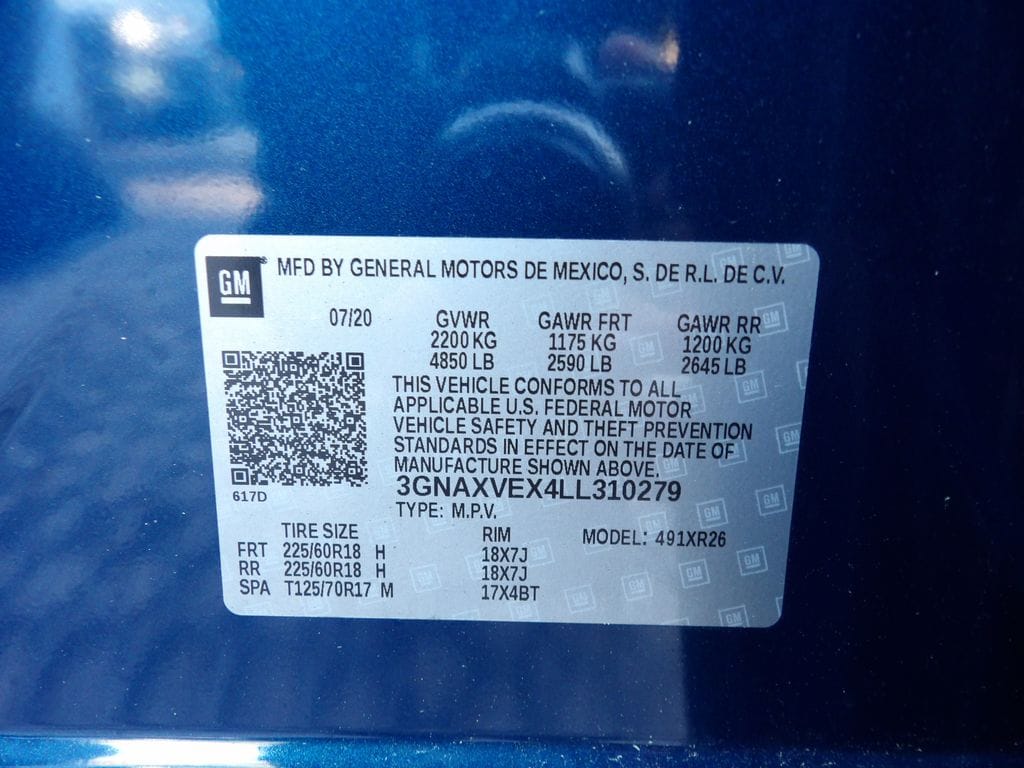 GM
MFD BY GENERAL MOTORS DE MEXICO, S. DE R.L. DE C.V.
07/20 GVWR GAWR FRT GAWR RR
2200 KG 1175 KG 1200 KG
4850 LB 2590 LB 2645 LB
THIS VEHICLE CONFORMS TO ALL
APPLICABLE U.S. FEDERAL MOTOR
VEHICLE SAFETY AND THEFT PREVENTION
STANDARDS IN EFFECT ON THE DATE OF
MANUFACTURE SHOWN ABOVE.
617D
3GNAXVEX4LL310279
TYPE: M.P.V.
TIRE SIZE RIM MODEL: 491XR26
FRT 225/60R18 H 18X7J
RR 225/60R18 H 18X7J
SPA T125/70R17 M 17X4BT